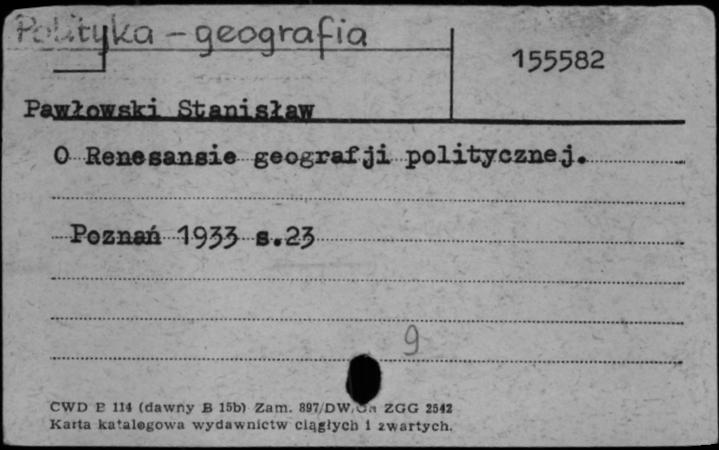 Polityka - geografia
155582
Pawłowski Stanisław
O Renesansie geografji politycznej.
Poznań 1933 s.23
9
CWD B 114 (dawny B 15b) Zam. 897/DW ZGG 2542
Karta katalogowa wydawnictw ciągłych i zwartych.